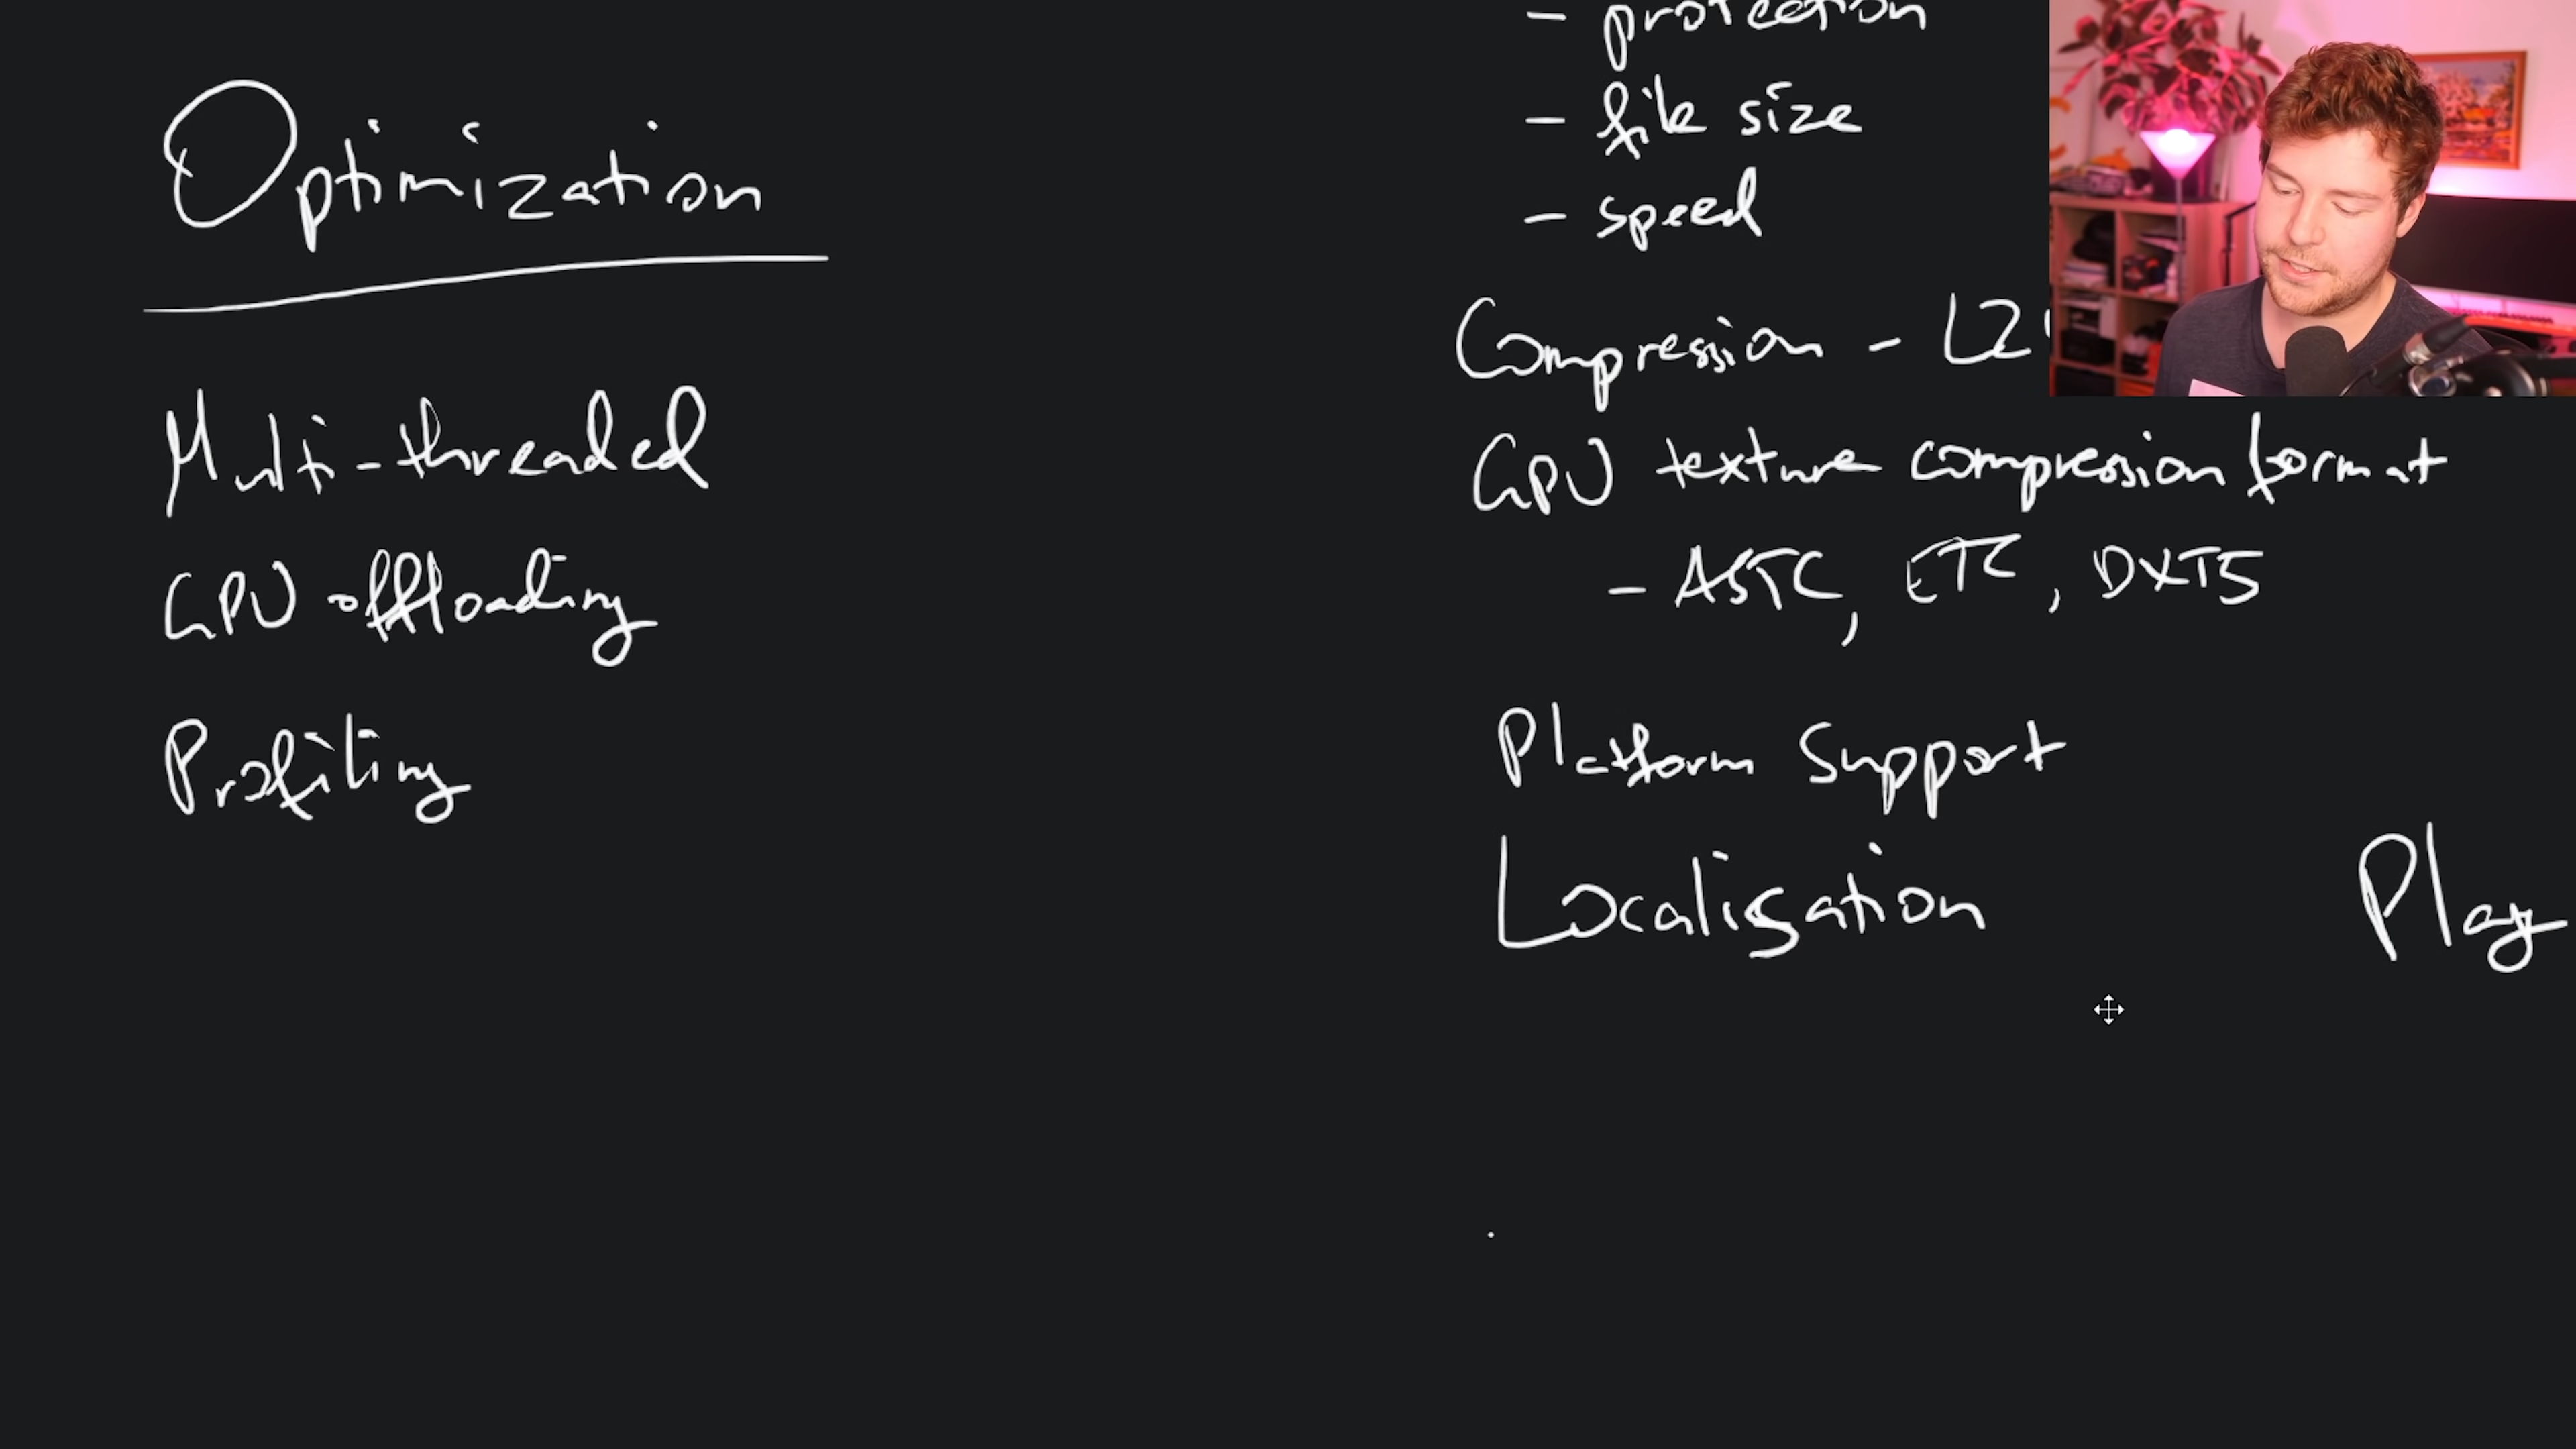 Optimization
Multi-threaded
GPU offloading
Profiling
- protection
- file size
- speed
Compression - LZ
GPU texture compression format
- ASTC, ETC, DXT5
Platform Support
Localisation
Play